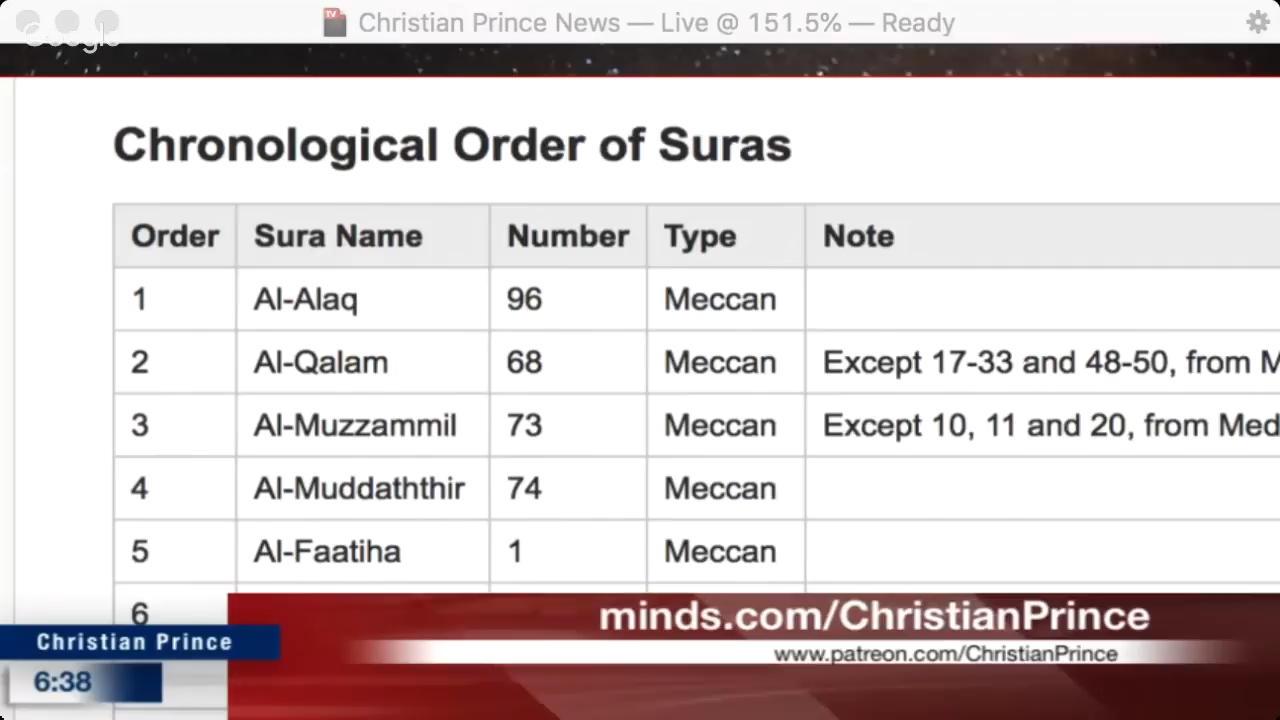 Christian Prince News — Live @ 151.5% — Ready
Google
Chronological Order of Suras
Order Sura Name Number Type Note
1 Al-Alaq 96 Meccan
2 Al-Qalam 68 Meccan Except 17-33 and 48-50, from M
3 Al-Muzzammil 73 Meccan Except 10, 11 and 20, from Med
4 Al-Muddaththir 74 Meccan
5 Al-Faatiha 1 Meccan
6
minds.com/ChristianPrince
Christian Prince
www.patreon.com/ChristianPrince
6:38